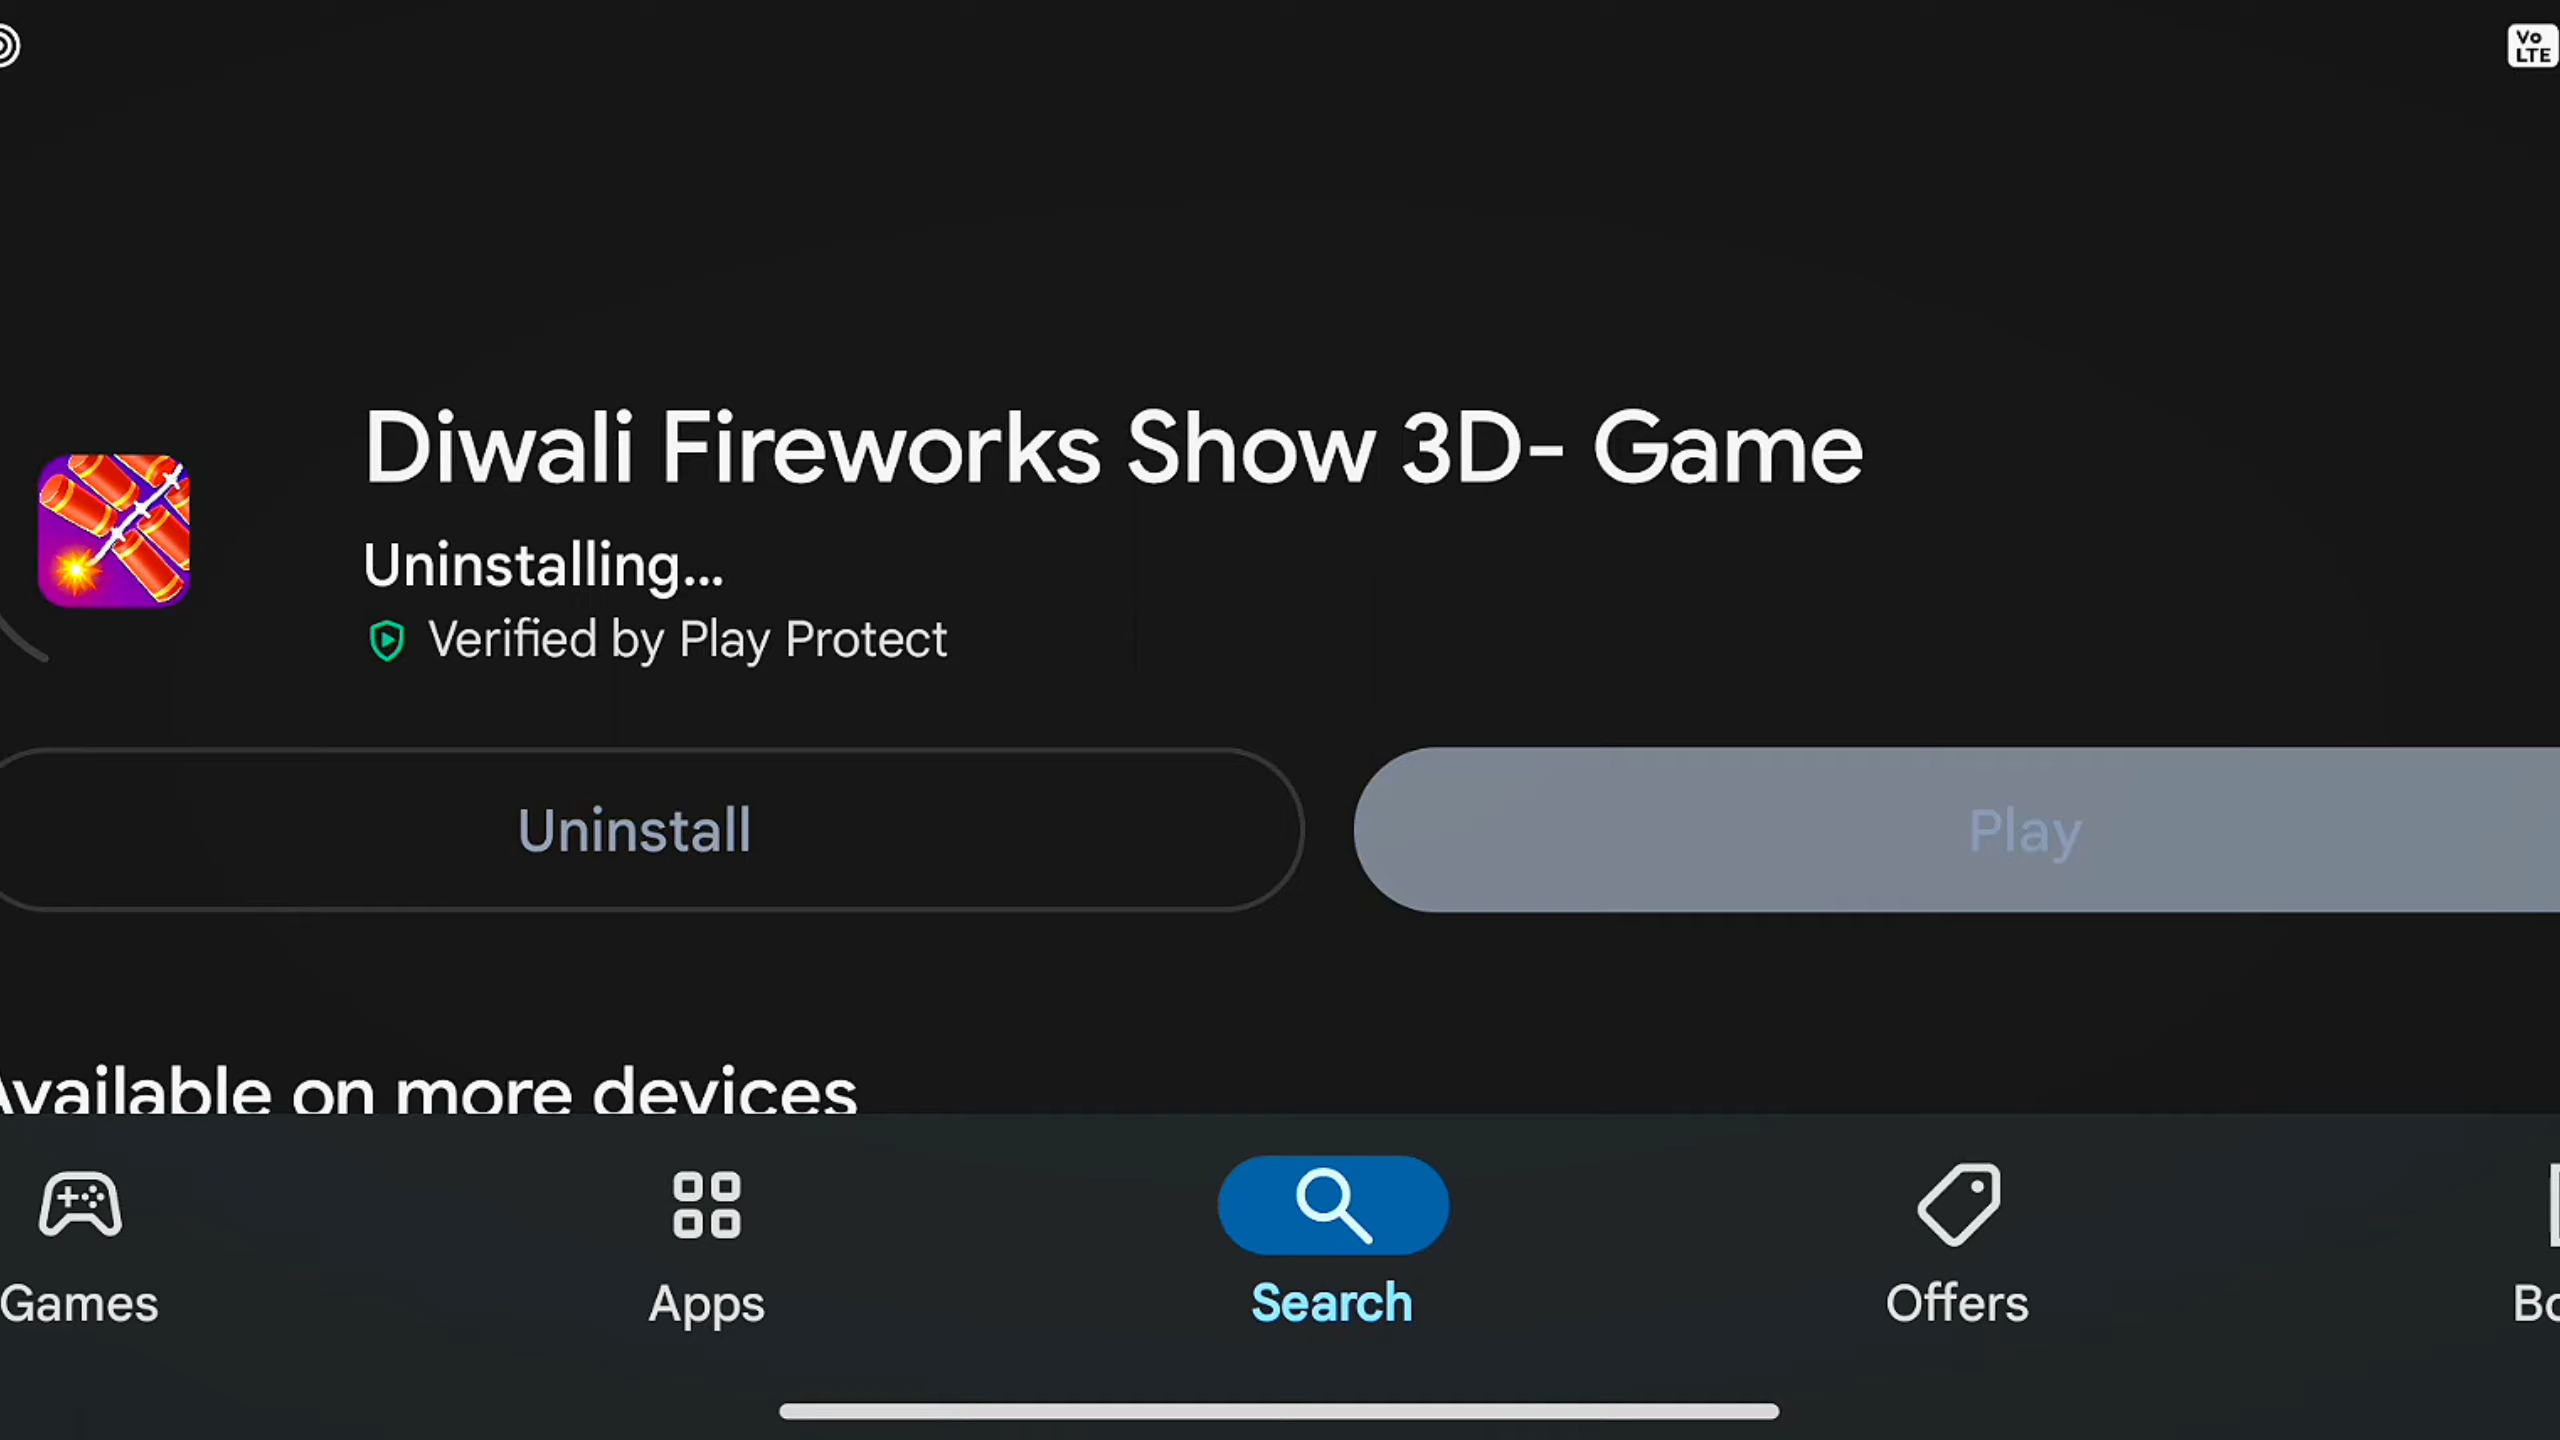 Vo
LTE
Diwali Fireworks Show 3D- Game
Uninstalling...
Verified by Play Protect
Uninstall
Play
Available on more devices
Games
Apps
Search
Offers